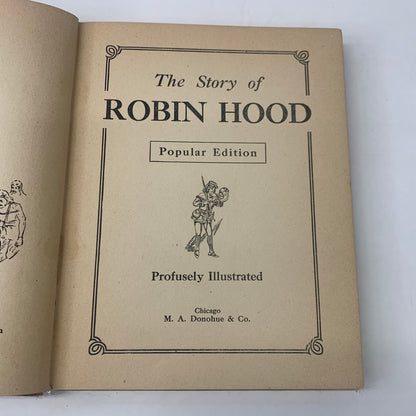 The Story of
ROBIN HOOD
Popular Edition
Profusely Illustrated
Chicago
M. A. Donohue & Co.